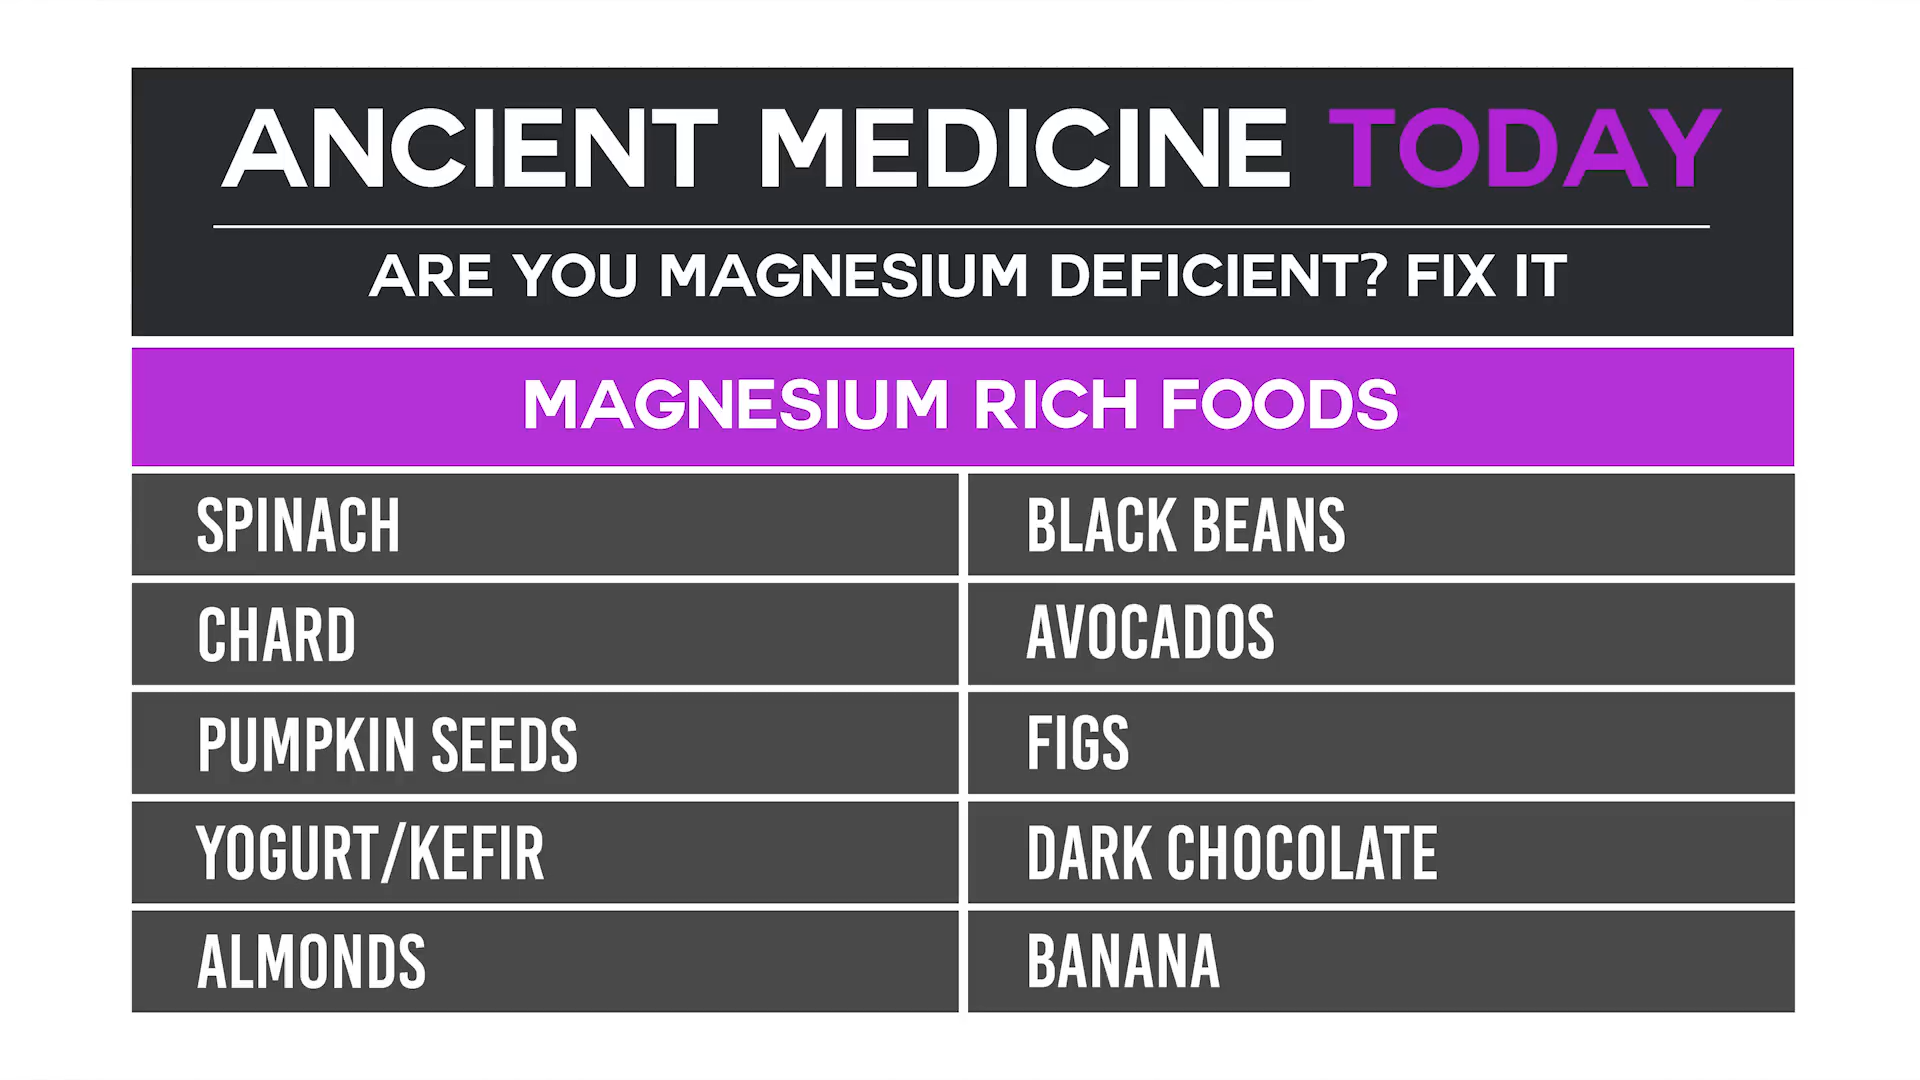 ANCIENT MEDICINE TODAY
ARE YOU MAGNESIUM DEFICIENT? FIX IT
MAGNESIUM RICH FOODS
SPINACH
BLACK BEANS
CHARD
AVOCADOS
PUMPKIN SEEDS
FIGS
YOGURT/KEFIR
DARK CHOCOLATE
ALMONDS
BANANA